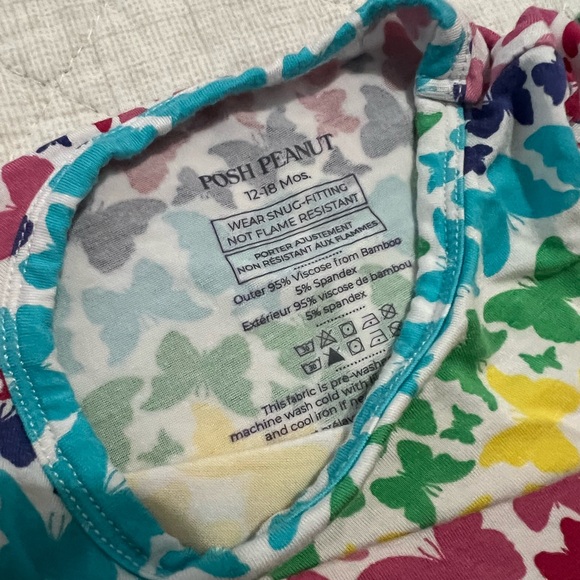 POSH PEANUT
12-18 Mos.
WEAR SNUG-FITTING
NOT FLAME RESISTANT
PORTER AJUSTEMENT
NON RÉSISTANT AUX FLAMMES
Outer 95% Viscose from Bamboo
5% Spandex
Extérieur 95% viscose de bambou
5% spandex
This fabric is pre-washed
machine wash cold with
and cool iron if